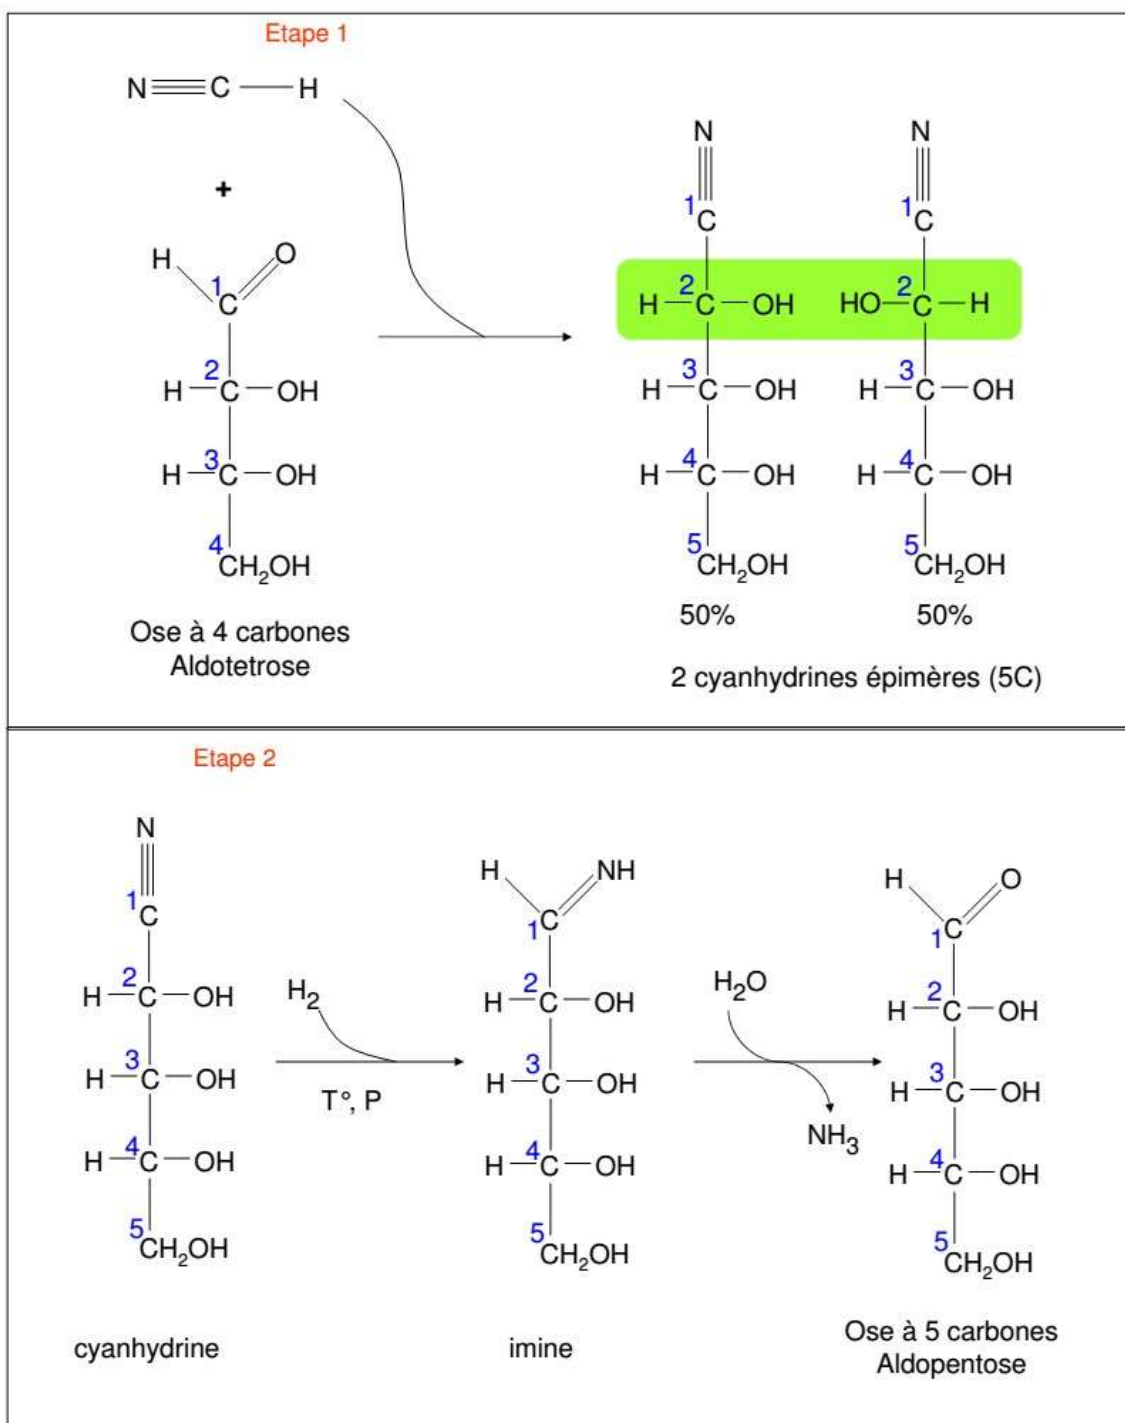 Etape 1
N C H
+
H O
1
C
2
H C OH
3
H C OH
4
CH2OH
Ose à 4 carbones
Aldotetrose
N
1
C
2
H C OH
3
H C OH
4
H C OH
5
CH2OH
50%
N
1
C
2
HO C H
3
H C OH
4
H C OH
5
CH2OH
50%
2 cyanhydrines épimères (5C)
Etape 2
N
1
C
2
H C OH
3
H C OH
4
H C OH
5
CH2OH
cyanhydrine
H2
T°, P
H NH
1 C
2
H C OH
3
H C OH
4
H C OH
5
CH2OH
imine
H2O
NH3
H O
1 C
2
H C OH
3
H C OH
4
H C OH
5
CH2OH
Ose à 5 carbones
Aldopentose